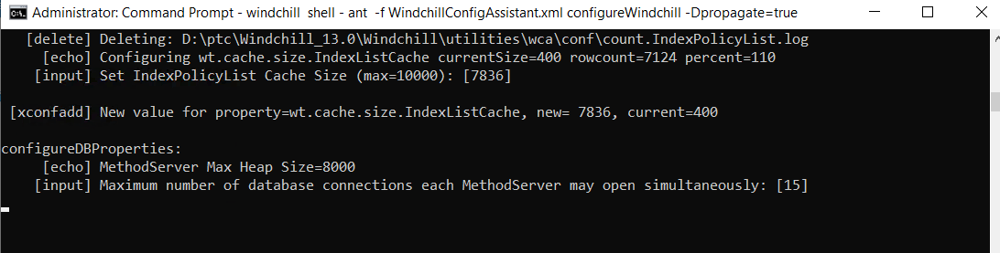 Administrator: Command Prompt - windchill  shell - ant  -f WindchillConfigAssistant.xml configureWindchill -Dpropagate=true
[delete] Deleting: D:\ptc\Windchill_13.0\Windchill\utilities\wca\conf\count.IndexPolicyList.log
[echo] Configuring wt.cache.size.IndexListCache currentSize=400 rowcount=7124 percent=110
[input] Set IndexPolicyList Cache Size (max=10000): [7836]
[xconfadd] New value for property=wt.cache.size.IndexListCache, new= 7836, current=400
configureDBProperties:
[echo] MethodServer Max Heap Size=8000
[input] Maximum number of database connections each MethodServer may open simultaneously: [15]